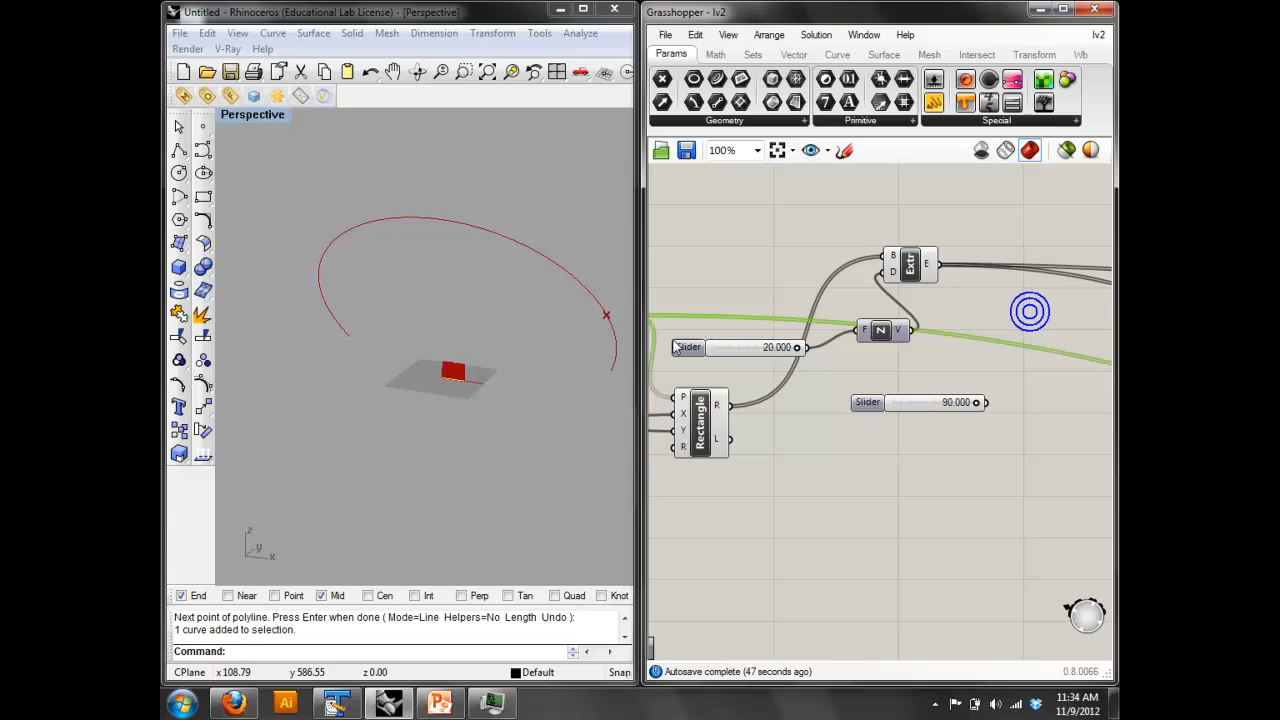 Untitled - Rhinoceros (Educational Lab License) - [Perspective]
File Edit View Curve Surface Solid Mesh Dimension Transform Tools Analyze
Render V-Ray Help
Perspective
z
y
x
End Near Point Mid Cen Int Perp Tan Quad Knot
Next point of polyline. Press Enter when done ( Mode=Line Helpers=No Length Undo ):
1 curve added to selection.
Command:
CPlane x 108.79 y 586.55 z 0.00 Default Snap
Grasshopper - lv2
File Edit View Arrange Solution Window Help lv2
Params Math Sets Vector Curve Surface Mesh Intersect Transform Wb
Geometry Primitive Special
100%
B
D
Extr
E
F
Z
V
Slider 20.000
P
X
Y
R
Rectangle
R
L
Slider 90.000
Autosave complete (47 seconds ago) 0.8.0066
Ai
11:34 AM
11/9/2012